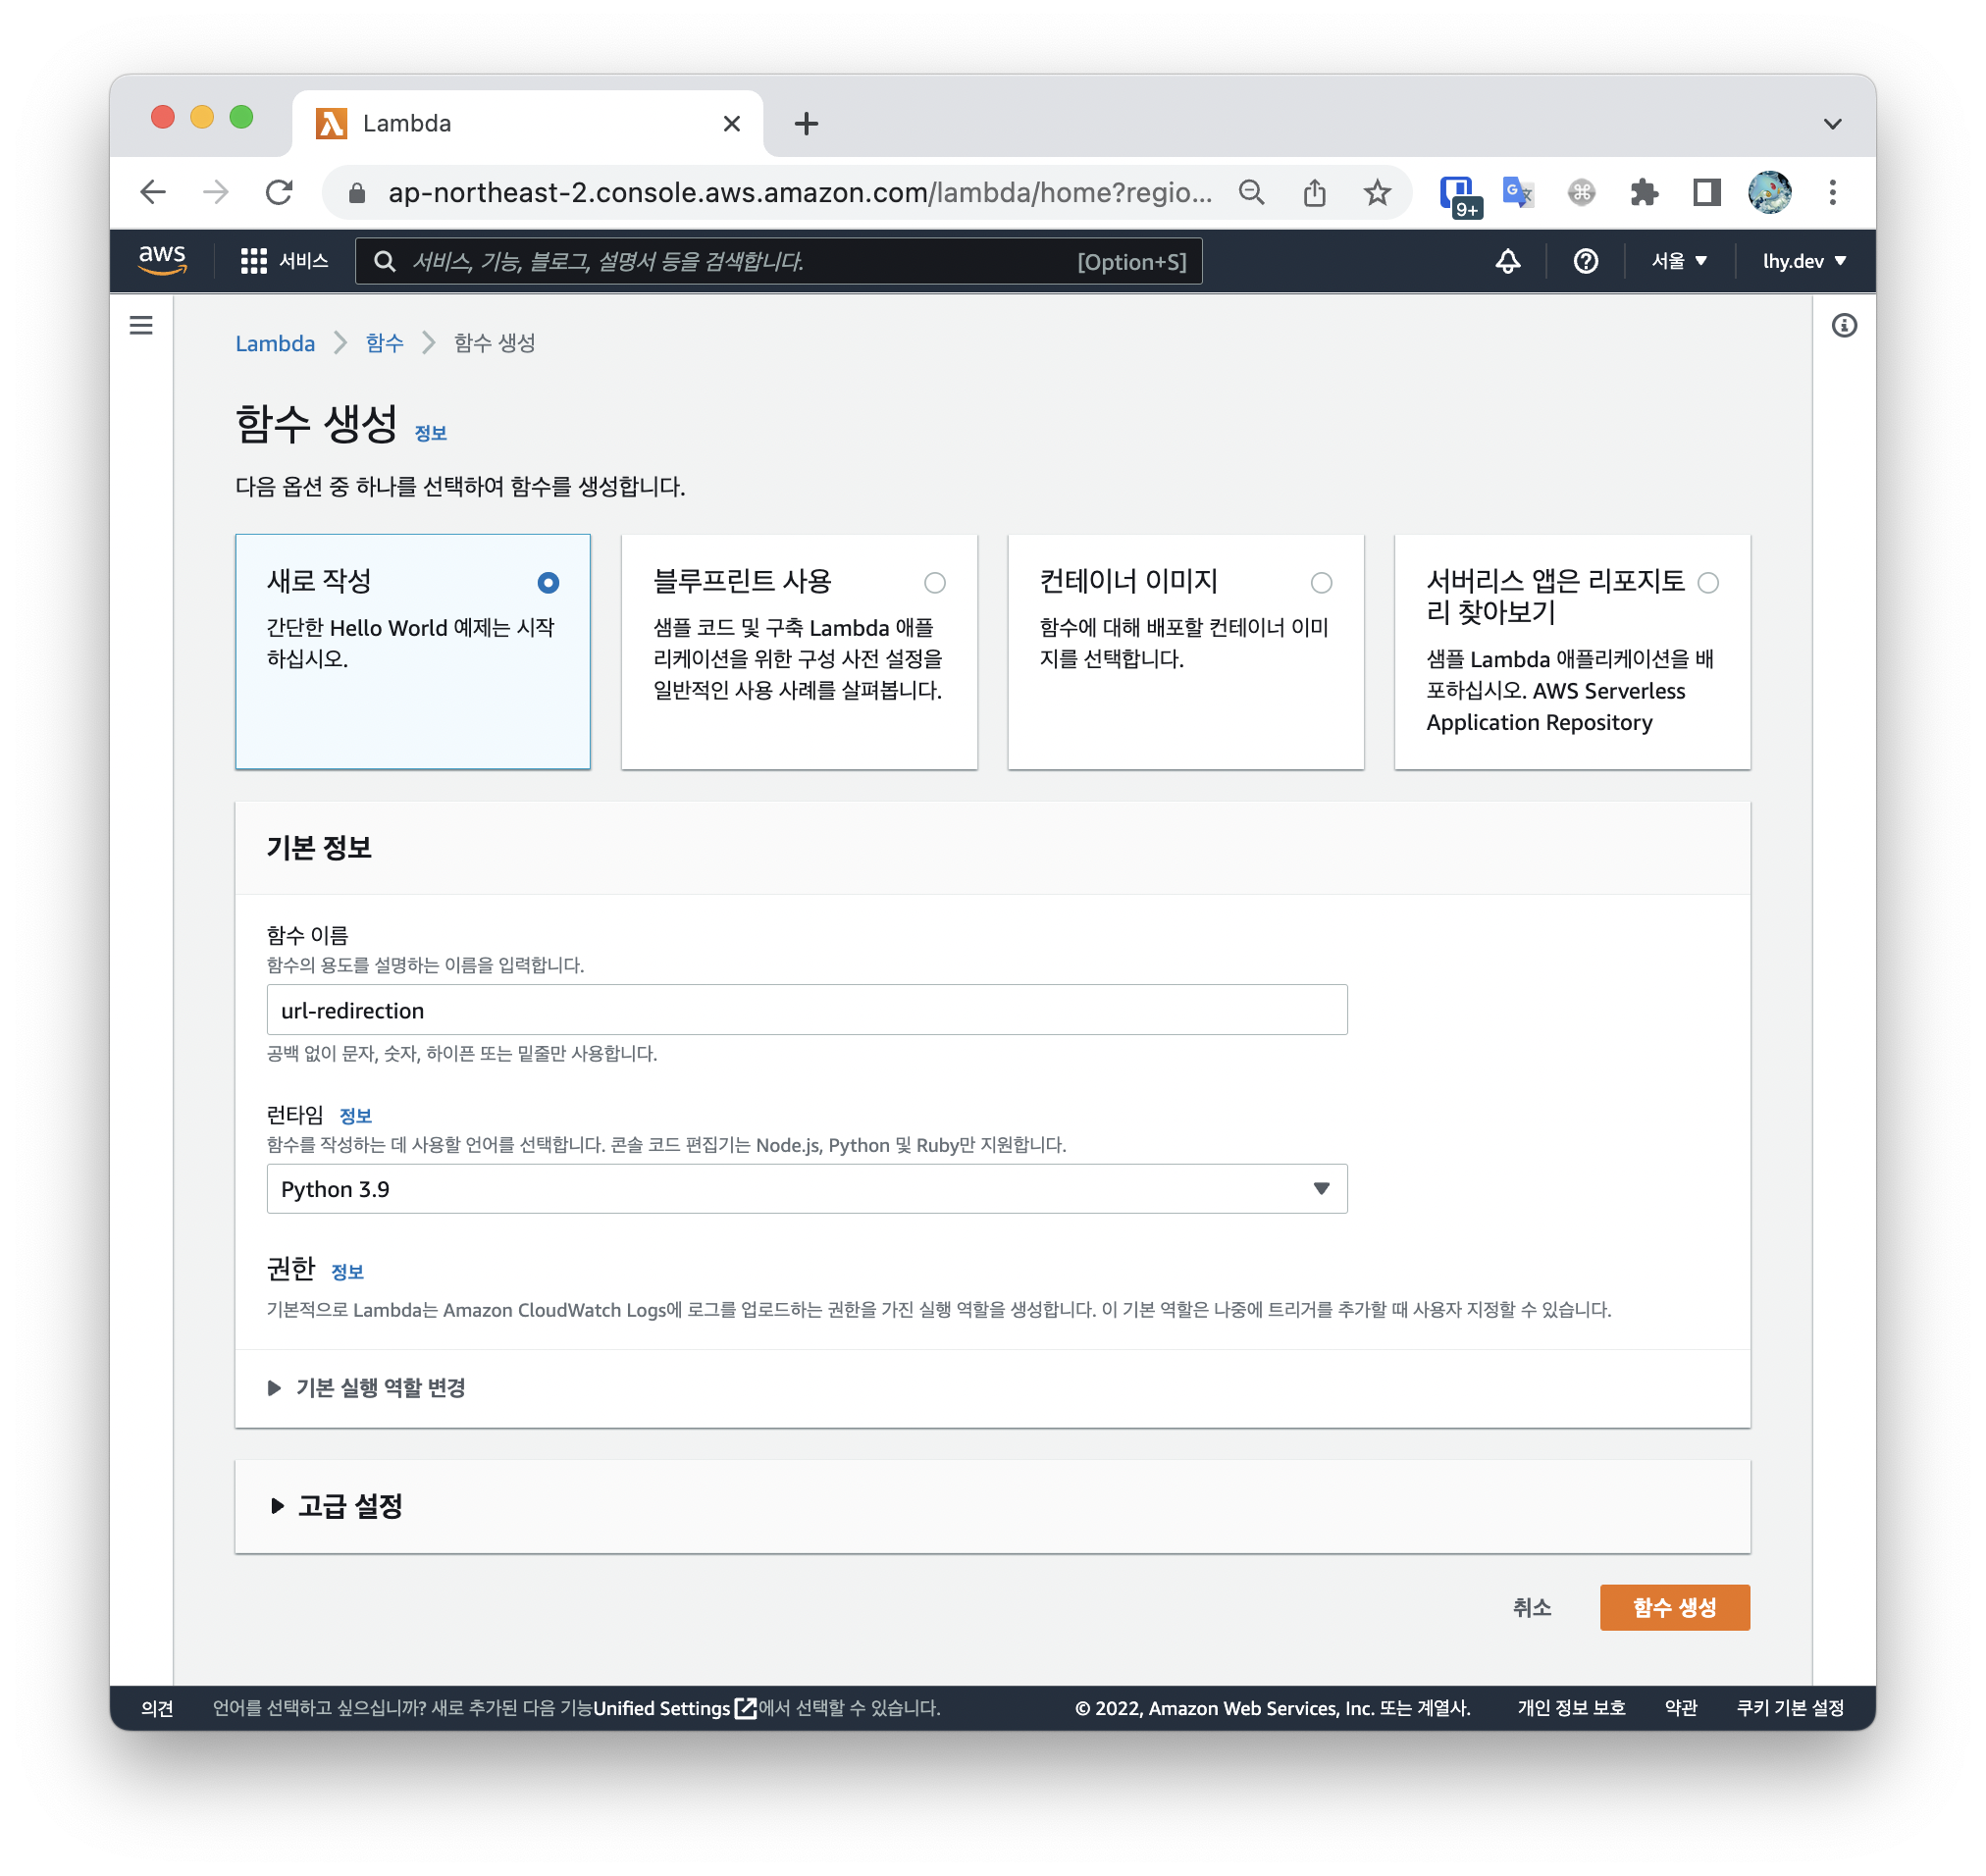 Lambda
ap-northeast-2.console.aws.amazon.com/lambda/home?regio...
9+
aws
서비스
서비스, 기능, 블로그, 설명서 등을 검색합니다.
[Option+S]
서울
lhy.dev
Lambda
함수
함수 생성
함수 생성 정보
다음 옵션 중 하나를 선택하여 함수를 생성합니다.
새로 작성
간단한 Hello World 예제는 시작
하십시오.
블루프린트 사용
샘플 코드 및 구축 Lambda 애플
리케이션을 위한 구성 사전 설정을
일반적인 사용 사례를 살펴봅니다.
컨테이너 이미지
함수에 대해 배포할 컨테이너 이미
지를 선택합니다.
서버리스 앱은 리포지토
리 찾아보기
샘플 Lambda 애플리케이션을 배
포하십시오. AWS Serverless
Application Repository
기본 정보
함수 이름
함수의 용도를 설명하는 이름을 입력합니다.
url-redirection
공백 없이 문자, 숫자, 하이픈 또는 밑줄만 사용합니다.
런타임 정보
함수를 작성하는 데 사용할 언어를 선택합니다. 콘솔 코드 편집기는 Node.js, Python 및 Ruby만 지원합니다.
Python 3.9
권한 정보
기본적으로 Lambda는 Amazon CloudWatch Logs에 로그를 업로드하는 권한을 가진 실행 역할을 생성합니다. 이 기본 역할은 나중에 트리거를 추가할 때 사용자 지정할 수 있습니다.
기본 실행 역할 변경
고급 설정
취소
함수 생성
의견
언어를 선택하고 싶으십니까? 새로 추가된 다음 기능Unified Settings에서 선택할 수 있습니다.
© 2022, Amazon Web Services, Inc. 또는 계열사.
개인 정보 보호
약관
쿠키 기본 설정